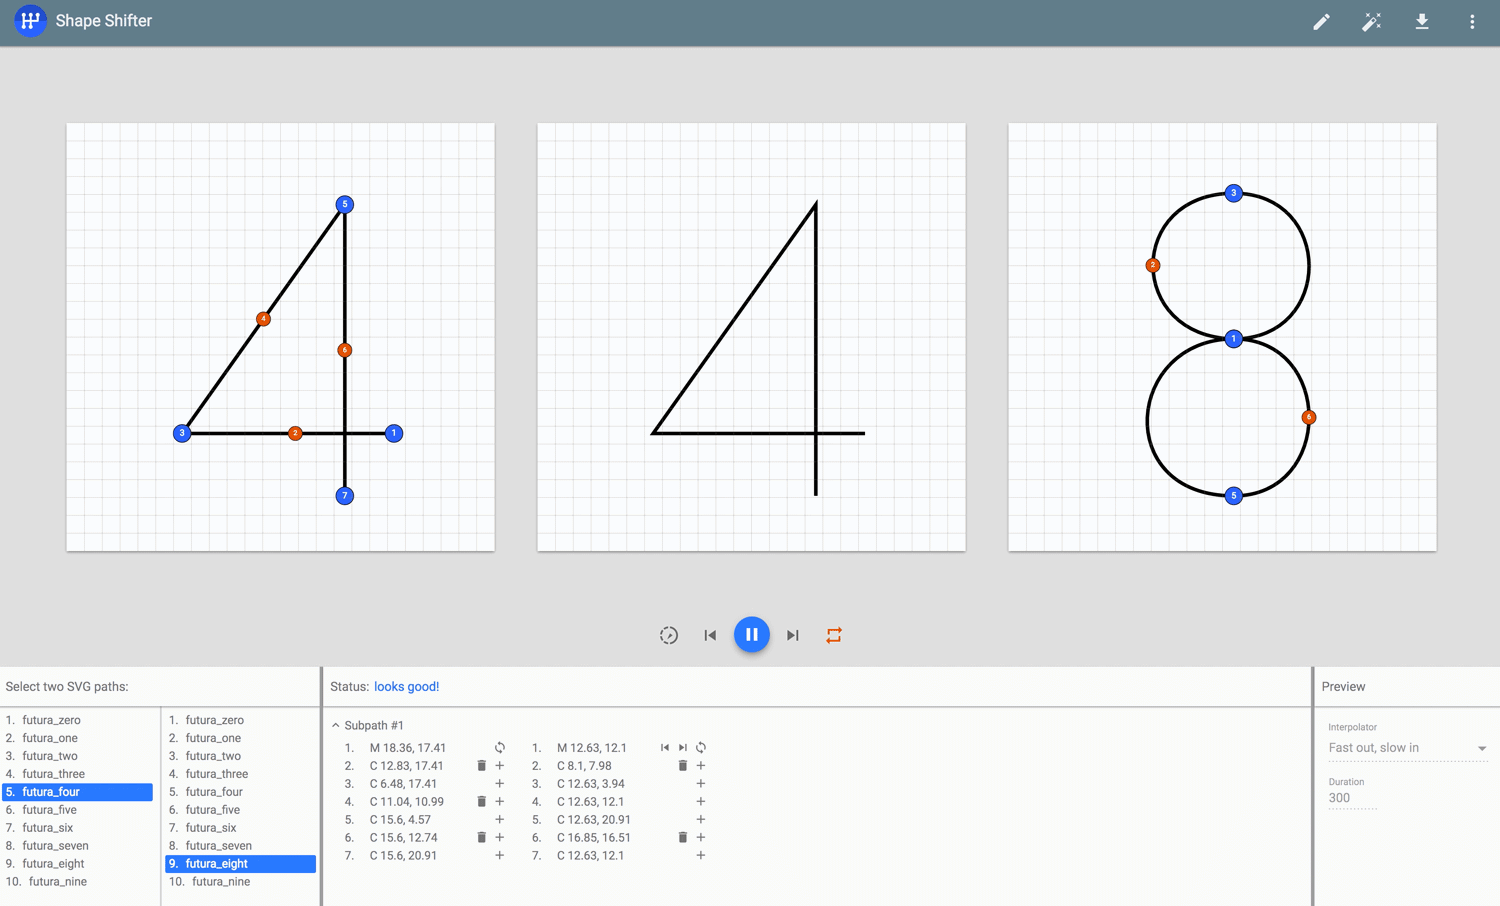 Shape Shifter
5
4
6
3
2
1
7
3
2
1
6
5
Select two SVG paths:
Status: looks good!
Preview
1. futura_zero
2. futura_one
3. futura_two
4. futura_three
5. futura_four
6. futura_five
7. futura_six
8. futura_seven
9. futura_eight
10. futura_nine
1. futura_zero
2. futura_one
3. futura_two
4. futura_three
5. futura_four
6. futura_five
7. futura_six
8. futura_seven
9. futura_eight
10. futura_nine
Subpath #1
1. M 18.36, 17.41
2. C 12.83, 17.41
3. C 6.48, 17.41
4. C 11.04, 10.99
5. C 15.6, 4.57
6. C 15.6, 12.74
7. C 15.6, 20.91
1. M 12.63, 12.1
2. C 8.1, 7.98
3. C 12.63, 3.94
4. C 12.63, 12.1
5. C 12.63, 20.91
6. C 16.85, 16.51
7. C 12.63, 12.1
Interpolator
Fast out, slow in
Duration
300